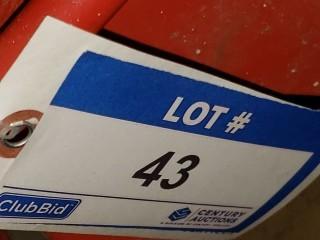 LOT #
43
ClubBid
CENTURY
AUCTIONS